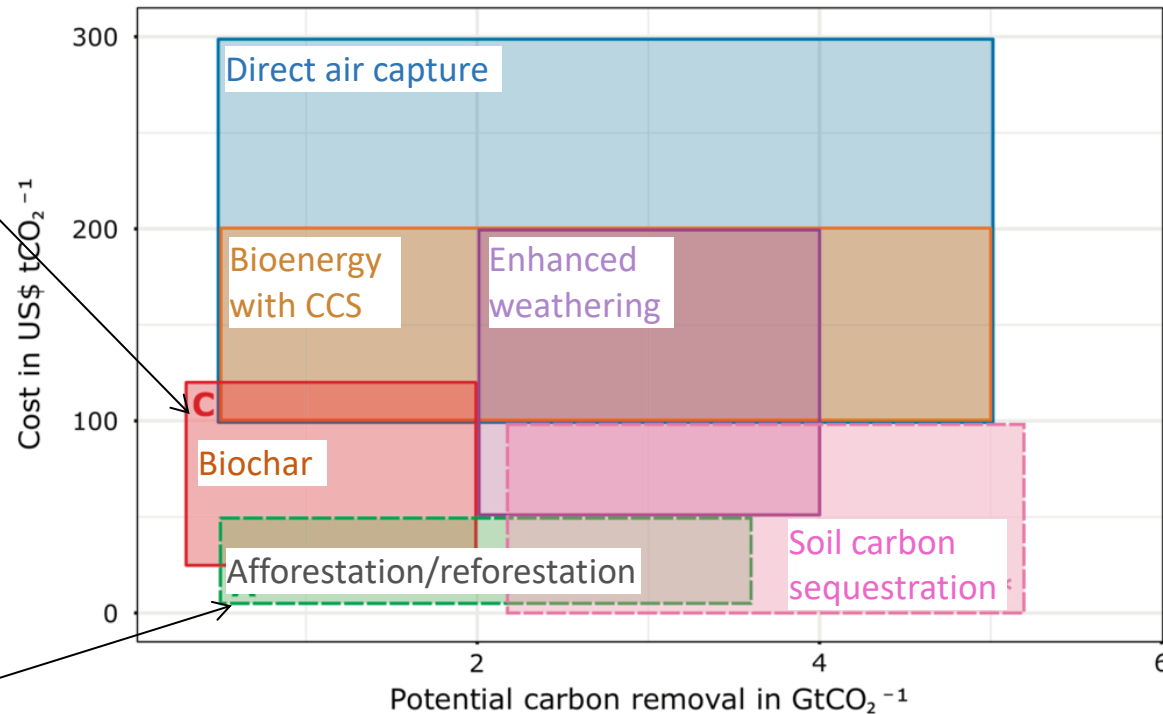 300
Direct air capture
Cost in US$ tCO₂⁻¹
200
Bioenergy
with CCS
Enhanced
weathering
C
100
Biochar
Soil carbon
sequestration
Afforestation/reforestation
0
2
4
6
Potential carbon removal in GtCO₂⁻¹